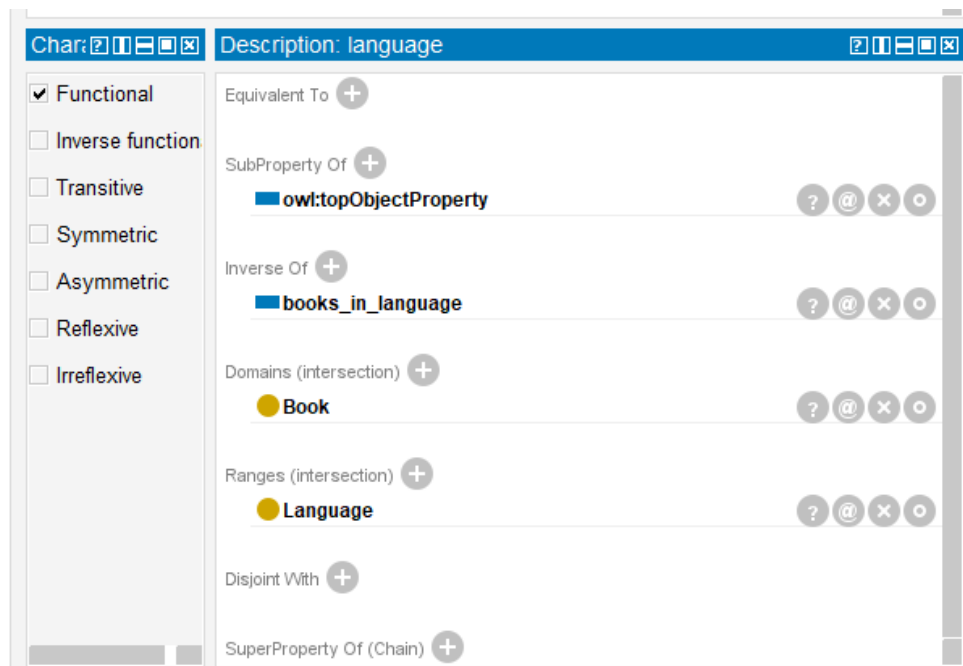 Char
Description: language
Functional
Inverse function
Transitive
Symmetric
Asymmetric
Reflexive
Irreflexive
Equivalent To
SubProperty Of
owl:topObjectProperty
Inverse Of
books_in_language
Domains (intersection)
Book
Ranges (intersection)
Language
Disjoint With
SuperProperty Of (Chain)